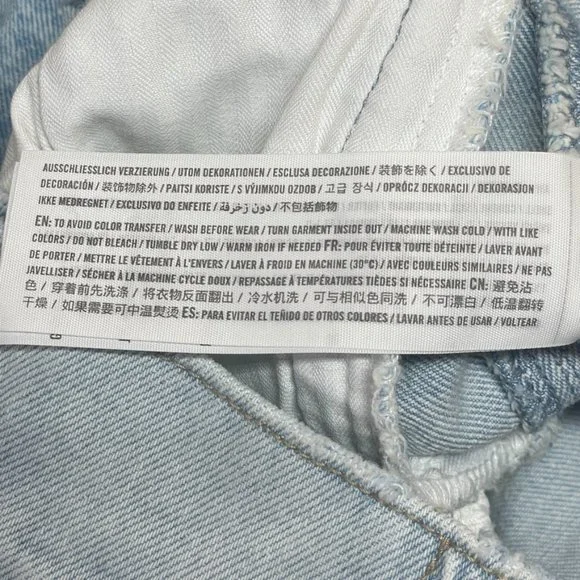 AUSSCHLIESSLICH VERZIERUNG / UTOM DEKORATIONEN / ESCLUSA DECORAZIONE / 装飾を除く / EXCLUSIVO DE
DECORACIÓN / 装饰物除外 / PAITSI KORISTE / S VÝJIMKOU OZDOB / 고급 장식 / OPRÓCZ DEKORACJI / DEKORASJON
IKKE MEDREGNET / EXCLUSIVO DO ENFEITE / دون زخرفة / 不包括飾物
EN: TO AVOID COLOR TRANSFER / WASH BEFORE WEAR / TURN GARMENT INSIDE OUT / MACHINE WASH COLD / WITH LIKE
COLORS / DO NOT BLEACH / TUMBLE DRY LOW / WARM IRON IF NEEDED FR: POUR ÉVITER TOUTE DÉTEINTE / LAVER AVANT
DE PORTER / METTRE LE VÊTEMENT À L'ENVERS / LAVER À FROID EN MACHINE (30°C) / AVEC COULEURS SIMILAIRES / NE PAS
JAVELLISER / SÉCHER À LA MACHINE CYCLE DOUX / REPASSAGE À TEMPÉRATURES TIÈDES SI NÉCESSAIRE CN: 避免沾
色 / 穿着前先洗涤 / 将衣物反面翻出 / 冷水机洗 / 可与相似色同洗 / 不可漂白 / 低温翻转
干燥 / 如果需要可中温熨烫 ES: PARA EVITAR EL TEÑIDO DE OTROS COLORES / LAVAR ANTES DE USAR / VOLTEAR